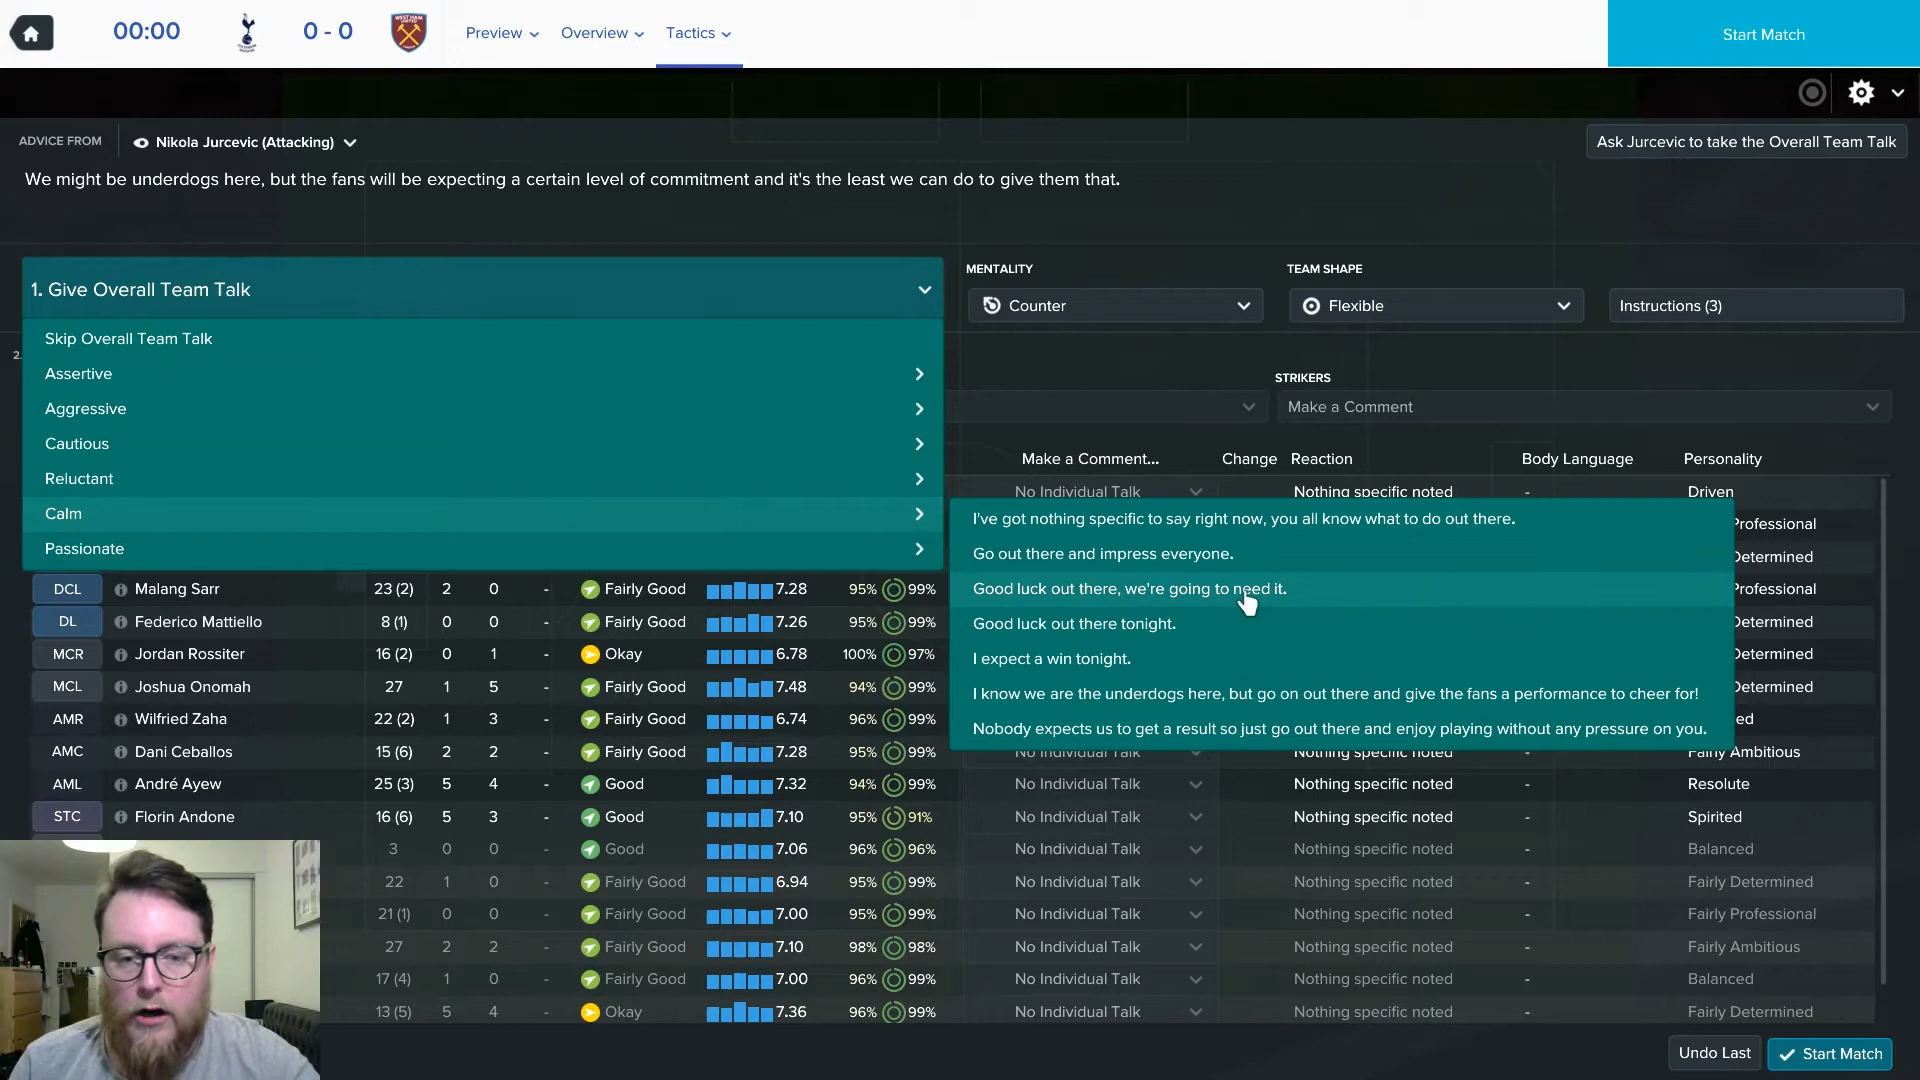 00:00 0 - 0 WEST HAM UNITED Preview Overview Tactics Start Match
ADVICE FROM Nikola Jurcevic (Attacking) Ask Jurcevic to take the Overall Team Talk
We might be underdogs here, but the fans will be expecting a certain level of commitment and it's the least we can do to give them that.
MENTALITY TEAM SHAPE
1. Give Overall Team Talk Counter Flexible Instructions (3)
Skip Overall Team Talk
2.
Assertive STRIKERS
Aggressive Make a Comment
Cautious Make a Comment... Change Reaction Body Language Personality
Reluctant No Individual Talk Nothing specific noted - Driven
Calm I've got nothing specific to say right now, you all know what to do out there. Professional
Passionate Go out there and impress everyone. Determined
DCL Malang Sarr 23 (2) 2 0 - Fairly Good 7.28 95% 99% Good luck out there, we're going to need it. Professional
DL Federico Mattiello 8 (1) 0 0 - Fairly Good 7.26 95% 99% Good luck out there tonight. Determined
MCR Jordan Rossiter 16 (2) 0 1 - Okay 6.78 100% 97% I expect a win tonight. Determined
MCL Joshua Onomah 27 1 5 - Fairly Good 7.48 94% 99% I know we are the underdogs here, but go on out there and give the fans a performance to cheer for! Determined
AMR Wilfried Zaha 22 (2) 1 3 - Fairly Good 6.74 96% 99% Nobody expects us to get a result so just go out there and enjoy playing without any pressure on you. ed
AMC Dani Ceballos 15 (6) 2 2 - Fairly Good 7.28 95% 99% No Individual Talk Nothing specific noted - Fairly Ambitious
AML André Ayew 25 (3) 5 4 - Good 7.32 94% 99% No Individual Talk Nothing specific noted - Resolute
STC Florin Andone 16 (6) 5 3 - Good 7.10 95% 91% No Individual Talk Nothing specific noted - Spirited
3 0 0 - Good 7.06 96% 96% No Individual Talk Nothing specific noted - Balanced
22 1 0 - Fairly Good 6.94 95% 99% No Individual Talk Nothing specific noted - Fairly Determined
21 (1) 0 0 - Fairly Good 7.00 95% 99% No Individual Talk Nothing specific noted - Fairly Professional
27 2 2 - Fairly Good 7.10 98% 98% No Individual Talk Nothing specific noted - Fairly Ambitious
17 (4) 1 0 - Fairly Good 7.00 96% 99% No Individual Talk Nothing specific noted - Balanced
13 (5) 5 4 - Okay 7.36 96% 99% No Individual Talk Nothing specific noted - Fairly Determined
Undo Last Start Match